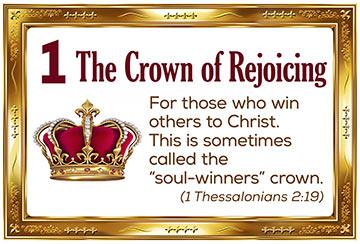 1 The Crown of Rejoicing
For those who win
others to Christ.
This is sometimes
called the
“soul-winners” crown.
(1 Thessalonians 2:19)